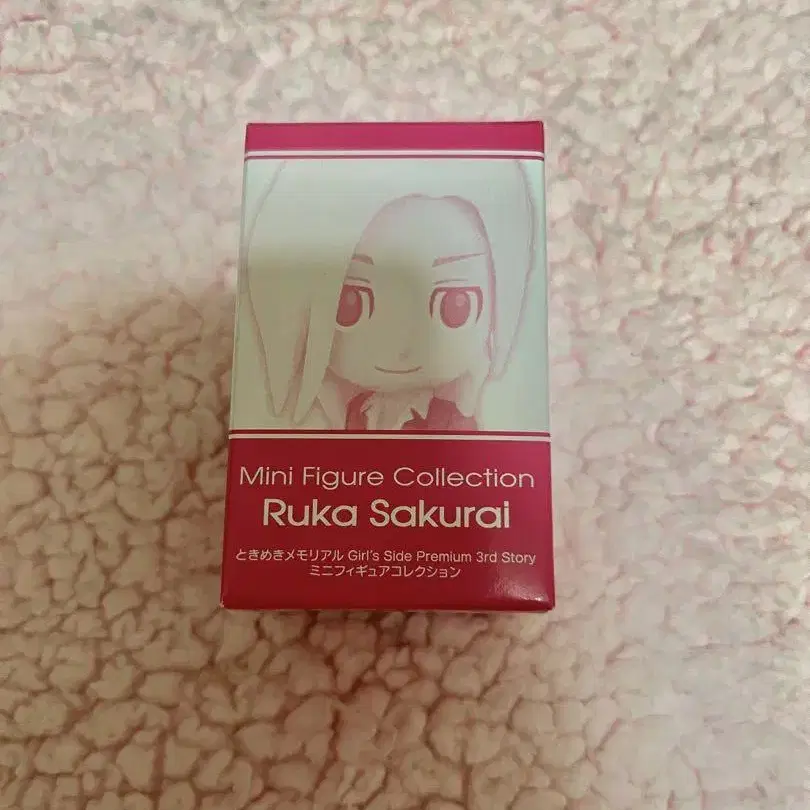 Mini Figure Collection
Ruka Sakurai
ときめきメモリアル Girl's Side Premium 3rd Story
ミニフィギュアコレクション